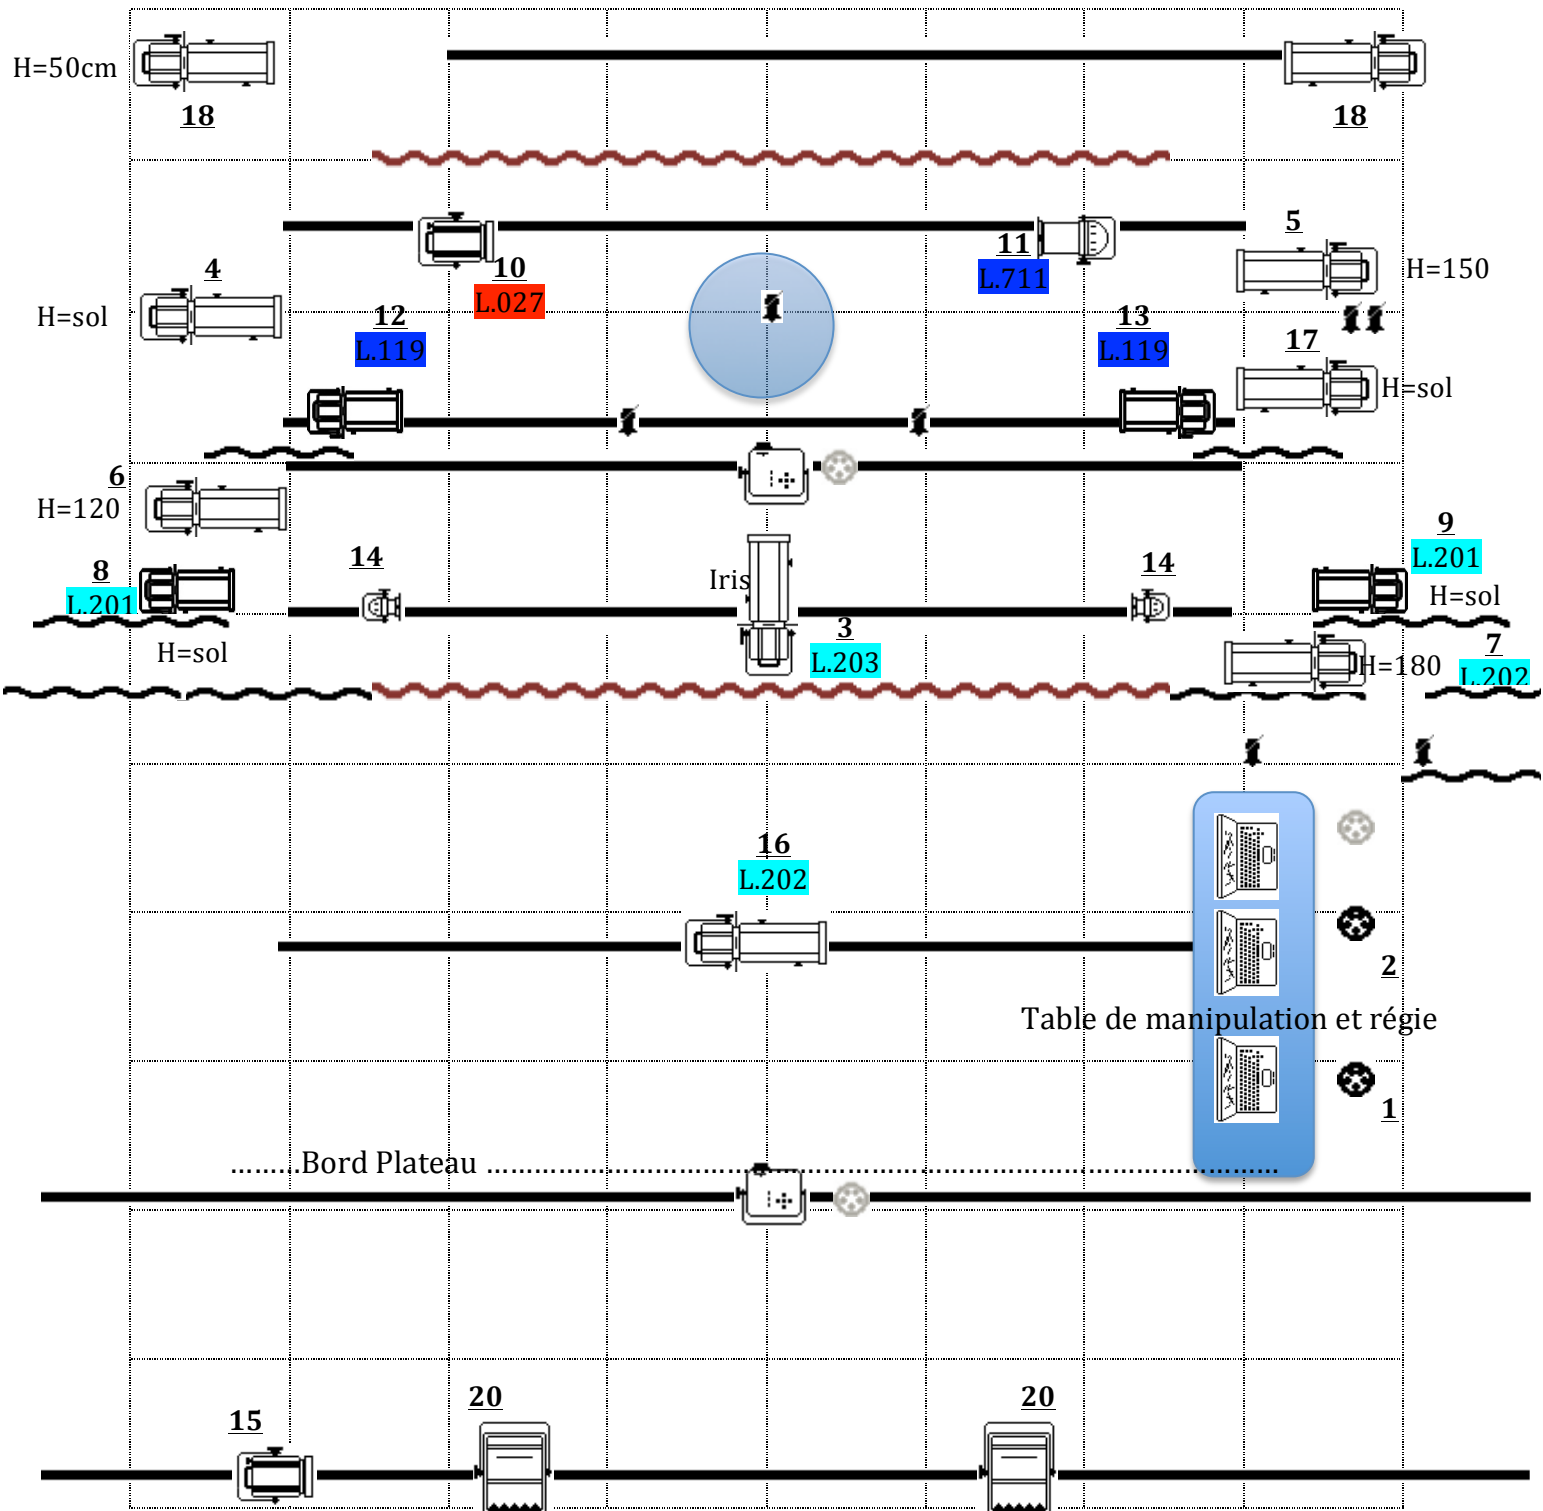 H=50cm
18
18
5
11
L.711
H=150
4
10
L.027
H=sol
12
L.119
13
L.119
17
H=sol
6
H=120
9
L.201
8
L.201
14
Iris
14
H=sol
3
L.203
H=sol
H=180
7
L.202
16
L.202
2
Table de manipulation et régie
1
.........Bord Plateau ....................................................................................................
20
20
15